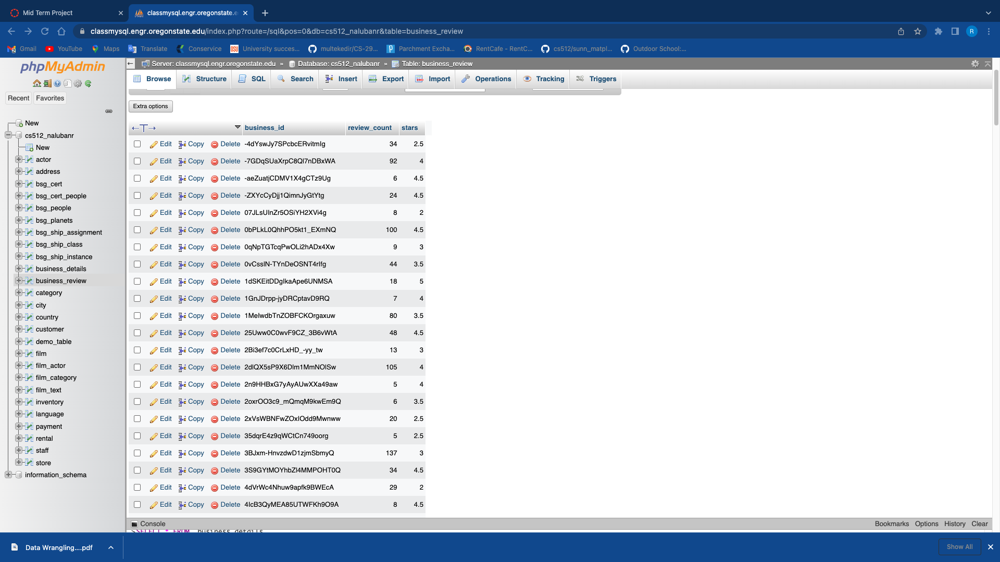 Mid Term Project
classmysql.engr.oregonstate.e
classmysql.engr.oregonstate.edu/index.php?route=/sql&pos=0&db=cs512_nalubanr&table=business_review
R
Gmail YouTube Maps Translate Conservice University succes... multekedir/CS-29... Parchment Excha... RentCafe - RentC... cs512/sunn_matpl... Outdoor School:...
phpMyAdmin
Recent Favorites
New
cs512_nalubanr
New
actor
address
bsg_cert
bsg_cert_people
bsg_people
bsg_planets
bsg_ship_assignment
bsg_ship_class
bsg_ship_instance
business_details
business_review
category
city
country
customer
demo_table
film
film_actor
film_category
film_text
inventory
language
payment
rental
staff
store
information_schema
Server: classmysql.engr.oregonstate.edu » Database: cs512_nalubanr » Table: business_review
Browse Structure SQL Search Insert Export Import Operations Tracking Triggers
Extra options
business_id review_count stars
Edit Copy Delete -4dYswJy7SPcbcERvitmIg 34 2.5
Edit Copy Delete -7GDqSUaXrpC8Ql7nDBxWA 92 4
Edit Copy Delete -aeZuatjCDMV1X4gCTz9Ug 6 4.5
Edit Copy Delete -ZXYcCyDjj1QimnJyGtYtg 24 4.5
Edit Copy Delete 07JLsUInZr5OSiYH2XVi4g 8 2
Edit Copy Delete 0bPLkL0QhhPO5kt1_EXmNQ 100 4.5
Edit Copy Delete 0qNpTGTcqPwOLi2hADx4Xw 9 3
Edit Copy Delete 0vCssIN-TYnDeOSNT4rIfg 44 3.5
Edit Copy Delete 1dSKEitDDgIkaApe6UNMSA 18 5
Edit Copy Delete 1GnJDrpp-jyDRCptavD9RQ 7 4
Edit Copy Delete 1MeIwdbTnZOBFCKOrgaxuw 80 3.5
Edit Copy Delete 25Uww0C0wvF9CZ_3B6vWtA 48 4.5
Edit Copy Delete 2Bi3ef7c0CrLxHD_-yy_tw 13 3
Edit Copy Delete 2dlQX5sP9X6Dlm1MmNOlSw 105 4
Edit Copy Delete 2n9HHBxG7yAyAUwXXa49aw 5 4
Edit Copy Delete 2oxrOO3c9_mQmqM9kwEm9Q 6 3.5
Edit Copy Delete 2xVsWBNFwZOxIOdd9Mwnww 20 2.5
Edit Copy Delete 35dqrE4z9qWCtCn749oorg 5 2.5
Edit Copy Delete 3BJxm-HnvzdwD1zjmSbmyQ 137 3
Edit Copy Delete 3S9GYtMOYhbZl4MMPOHT0Q 34 4.5
Edit Copy Delete 4dVrWc4Nhuw9apfk9BWEcA 29 2
Edit Copy Delete 4IcB3QyMEA85UTWFKh9O9A 8 4.5
Console Bookmarks Options History Clear
>SELECT * FROM business_details
Data Wrangling....pdf Show All